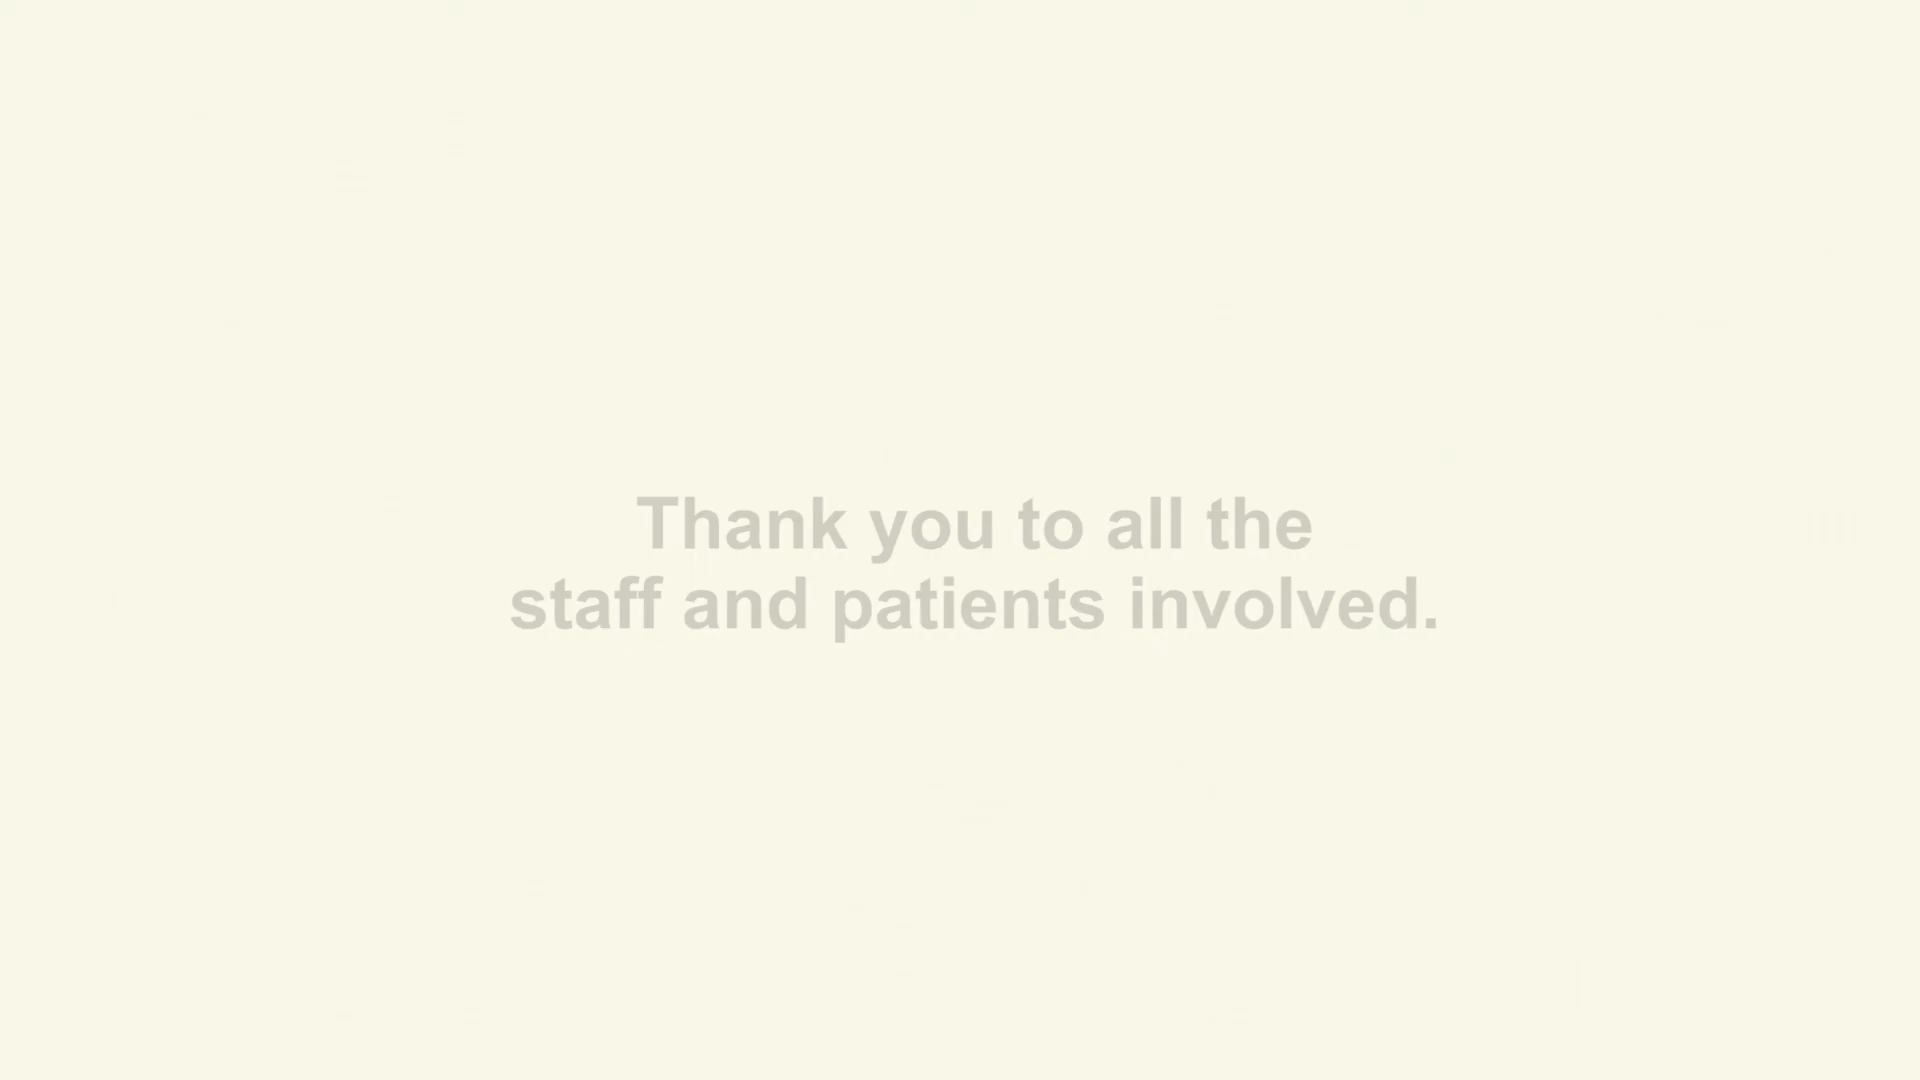 Thank you to all the
staff and patients involved.